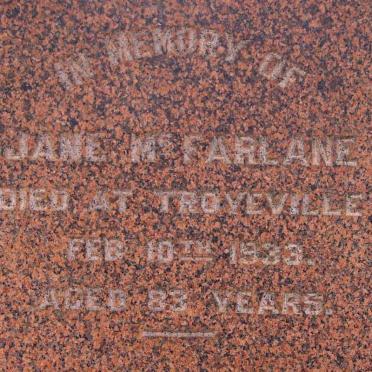 IN MEMORY OF
JANE McFARLANE
DIED AT TROYEVILLE
FEB 10TH 1933.
AGED 83 YEARS.